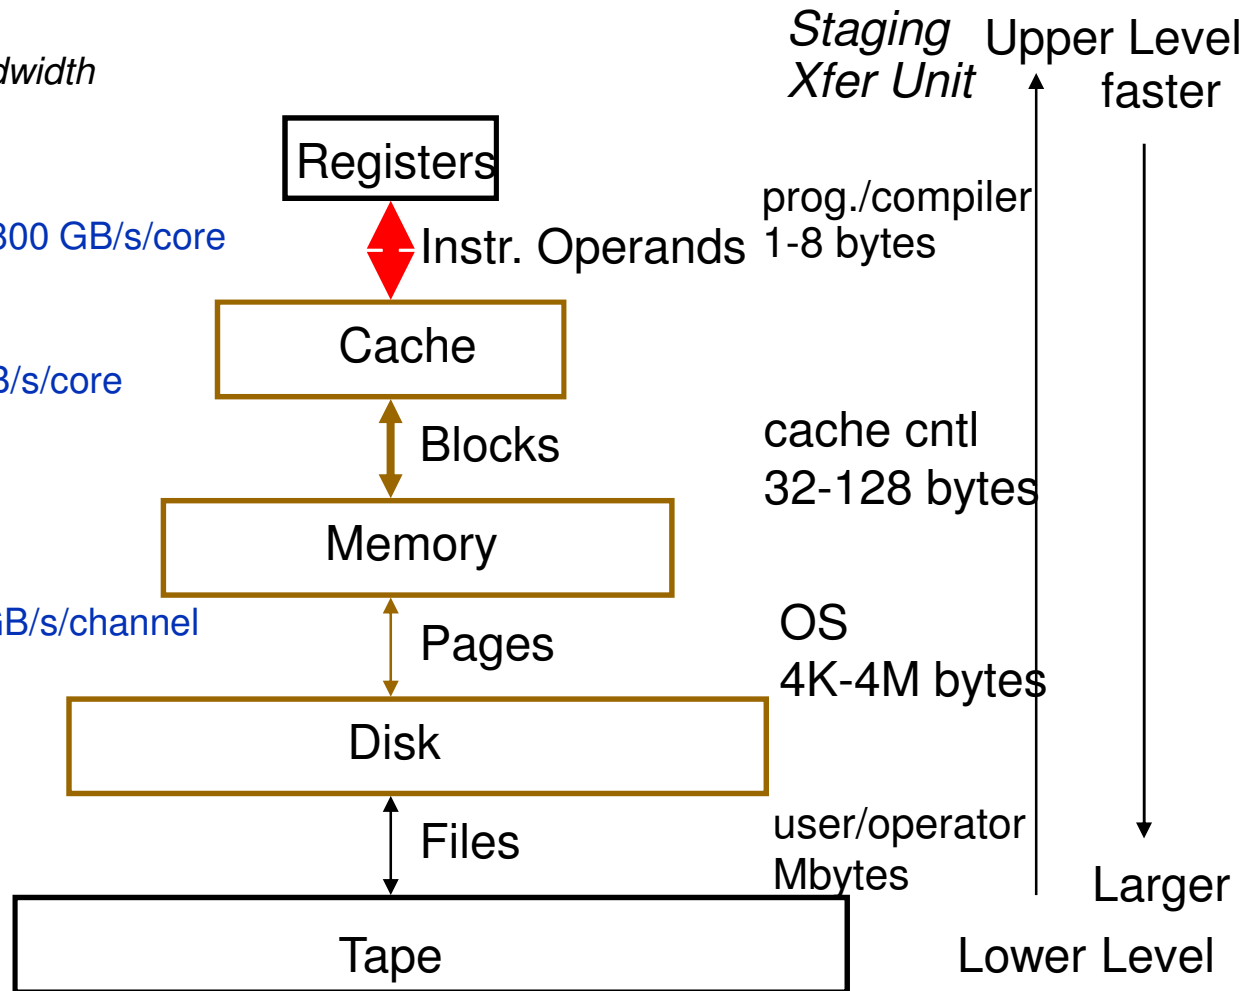 Staging Upper Level
Xfer Unit faster
Registers
prog./compiler
Instr. Operands 1-8 bytes
GB/s/core
Cache
/s/core
Blocks
cache cntl
32-128 bytes
Memory
GB/s/channel
OS
Pages
4K-4M bytes
Disk
user/operator
Files
Mbytes
Larger
Tape
Lower Level